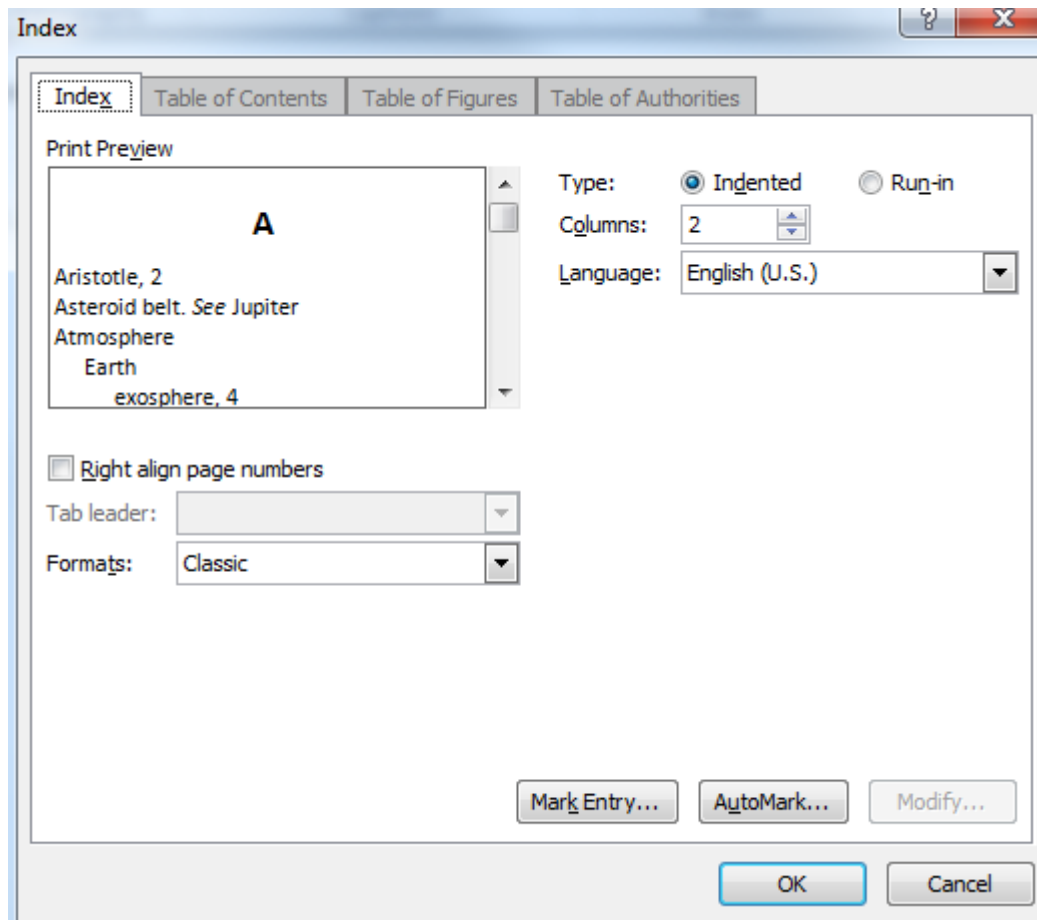 Index
Index Table of Contents Table of Figures Table of Authorities
Print Preview
A
Aristotle, 2
Asteroid belt. See Jupiter
Atmosphere
Earth
exosphere, 4
Type: Indented Run-in
Columns: 2
Language: English (U.S.)
Right align page numbers
Tab leader:
Formats: Classic
Mark Entry... AutoMark... Modify...
OK Cancel